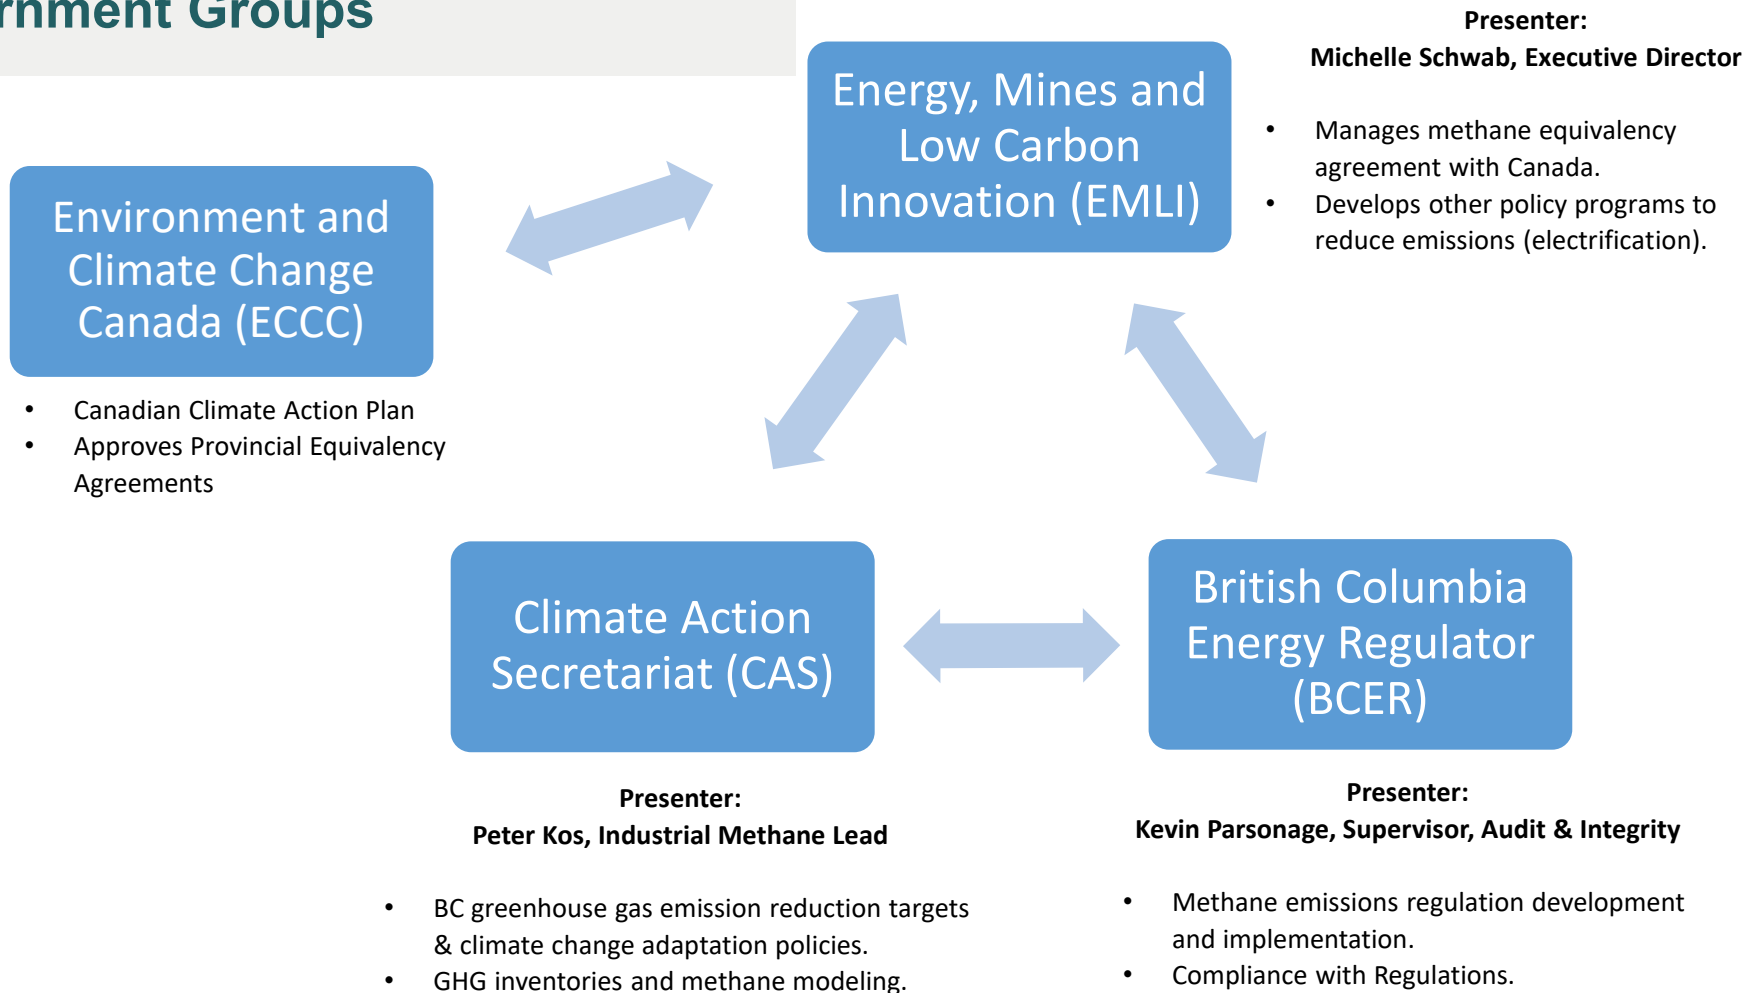 rnment Groups
Presenter:
Michelle Schwab, Executive Director
Energy, Mines and
Low Carbon
Innovation (EMLI)
• Manages methane equivalency
agreement with Canada.
• Develops other policy programs to
reduce emissions (electrification).
Environment and
Climate Change
Canada (ECCC)
• Canadian Climate Action Plan
• Approves Provincial Equivalency
Agreements
Climate Action
Secretariat (CAS)
British Columbia
Energy Regulator
(BCER)
Presenter:
Peter Kos, Industrial Methane Lead
• BC greenhouse gas emission reduction targets
& climate change adaptation policies.
• GHG inventories and methane modeling.
Presenter:
Kevin Parsonage, Supervisor, Audit & Integrity
• Methane emissions regulation development
and implementation.
• Compliance with Regulations.